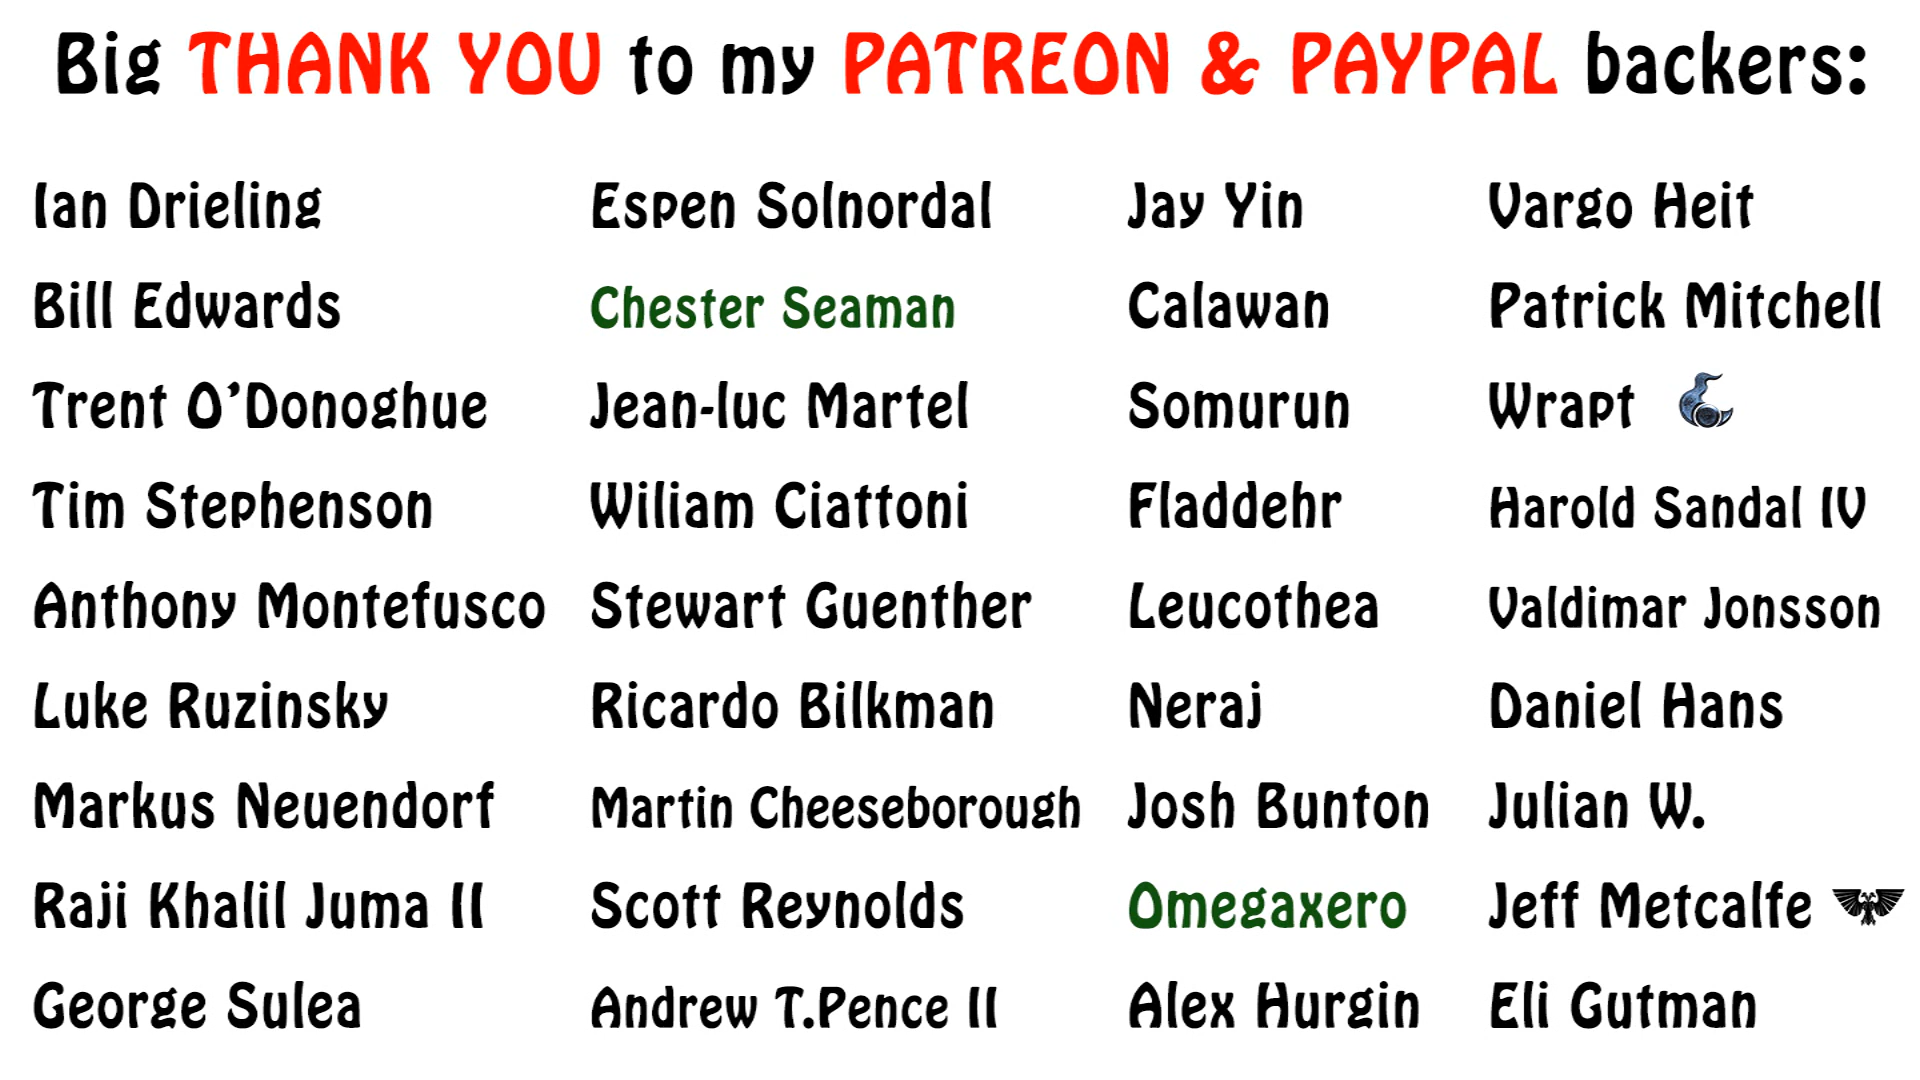 Big THANK YOU to my PATREON & PAYPAL backers:
Ian Drieling
Bill Edwards
Trent O’Donoghue
Tim Stephenson
Anthony Montefusco
Luke Ruzinsky
Markus Neuendorf
Raji Khalil Juma II
George Sulea
Espen Solnordal
Chester Seaman
Jean-luc Martel
Wiliam Ciattoni
Stewart Guenther
Ricardo Bilkman
Martin Cheeseborough
Scott Reynolds
Andrew T.Pence II
Jay Yin
Calawan
Somurun
Fladdehr
Leucothea
Neraj
Josh Bunton
Omegaxero
Alex Hurgin
Vargo Heit
Patrick Mitchell
Wrapt
Harold Sandal IV
Valdimar Jonsson
Daniel Hans
Julian W.
Jeff Metcalfe
Eli Gutman